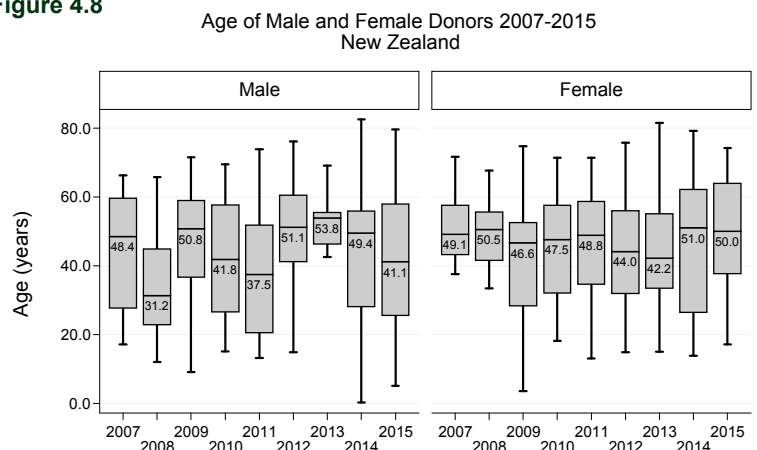 Figure 4.8
Age of Male and Female Donors 2007-2015
New Zealand
Male Female
Age (years)
80.0
60.0
40.0
20.0
0.0
48.4 31.2 50.8 41.8 37.5 51.1 53.8 49.4 41.1
49.1 50.5 46.6 47.5 48.8 44.0 42.2 51.0 50.0
2007 2009 2011 2013 2015 2007 2009 2011 2013 2015
2008 2010 2012 2014 2008 2010 2012 2014